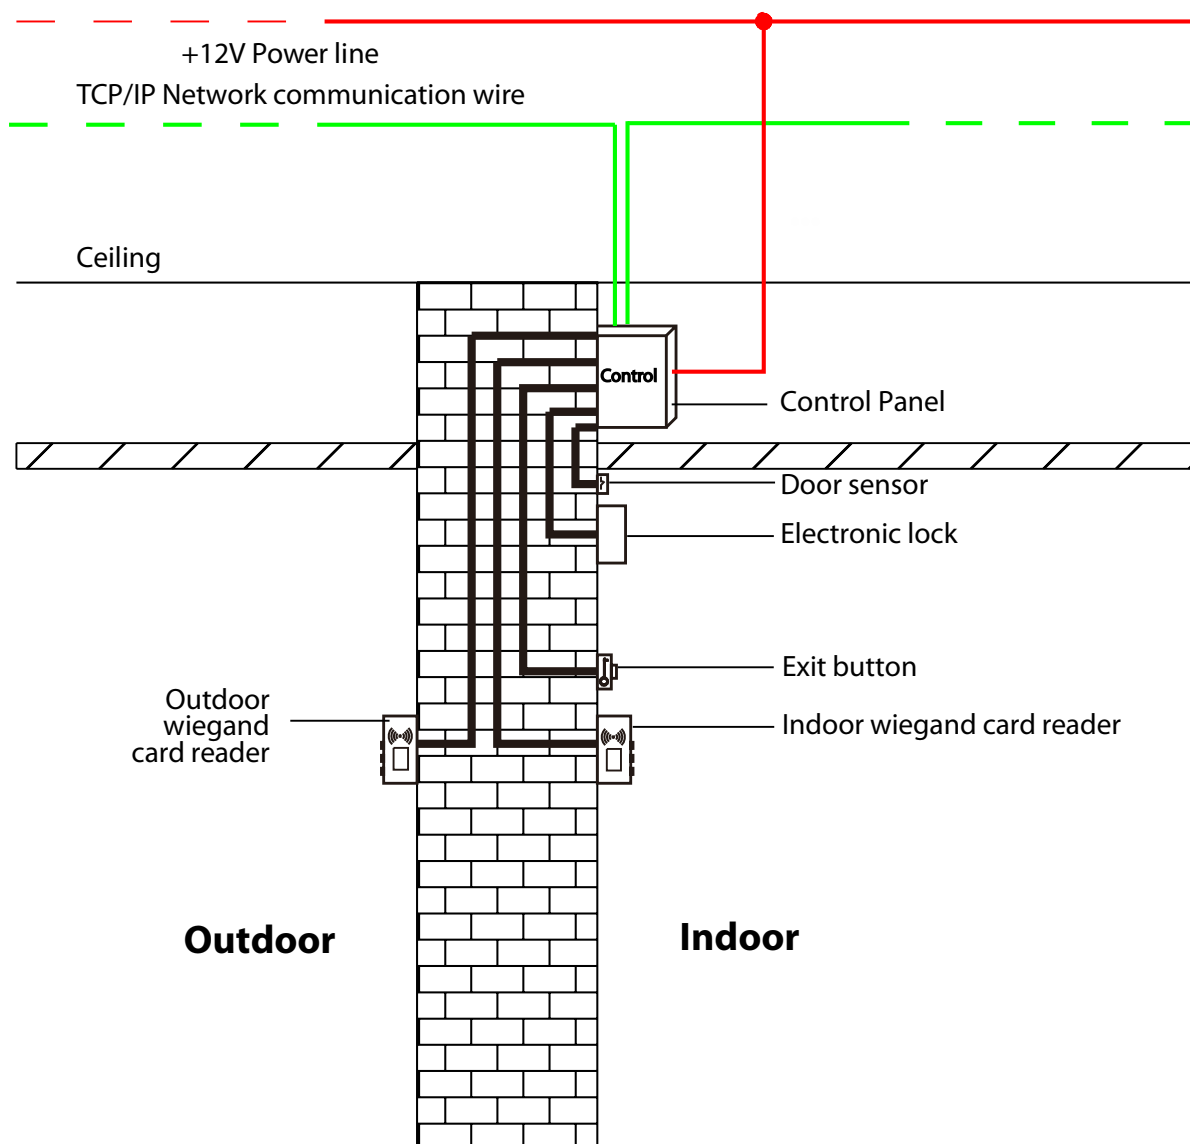 +12V Power line
TCP/IP Network communication wire
Ceiling
Control
Control Panel
Door sensor
Electronic lock
Exit button
Outdoor
wiegand
card reader
Indoor wiegand card reader
Outdoor
Indoor